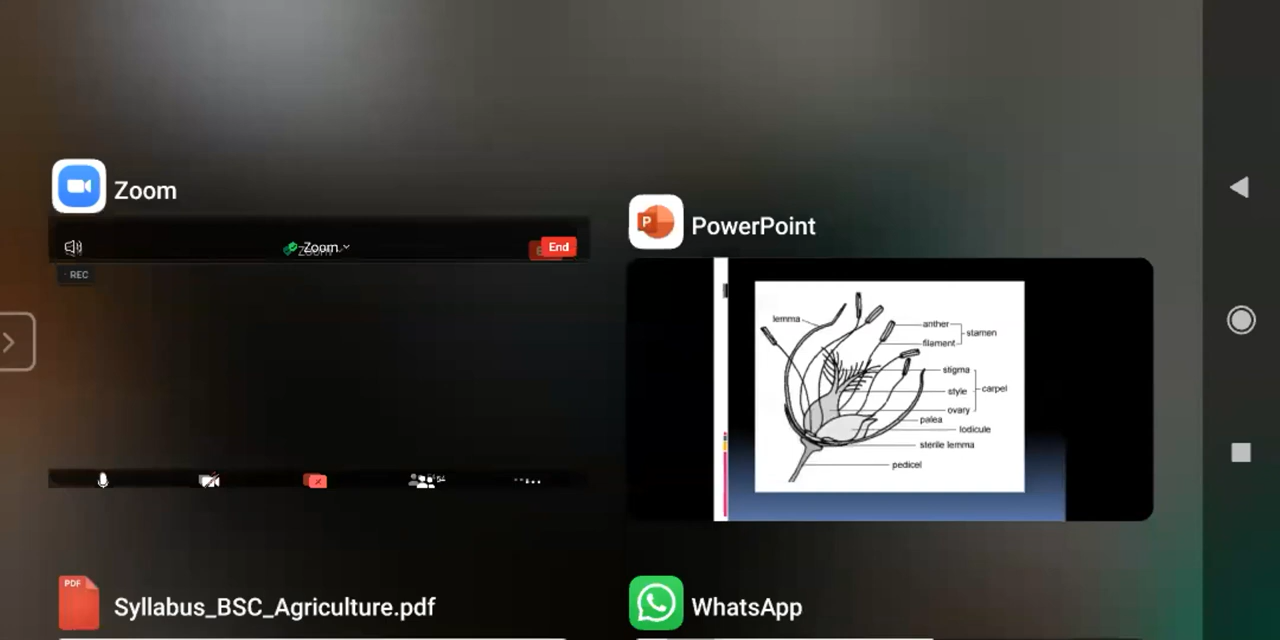 Zoom
Zoom
End
REC
54
PowerPoint
P
lemma
anther
stamen
filament
stigma
style
carpel
ovary
palea
lodicule
sterile lemma
pedicel
PDF
Syllabus_BSC_Agriculture.pdf
WhatsApp